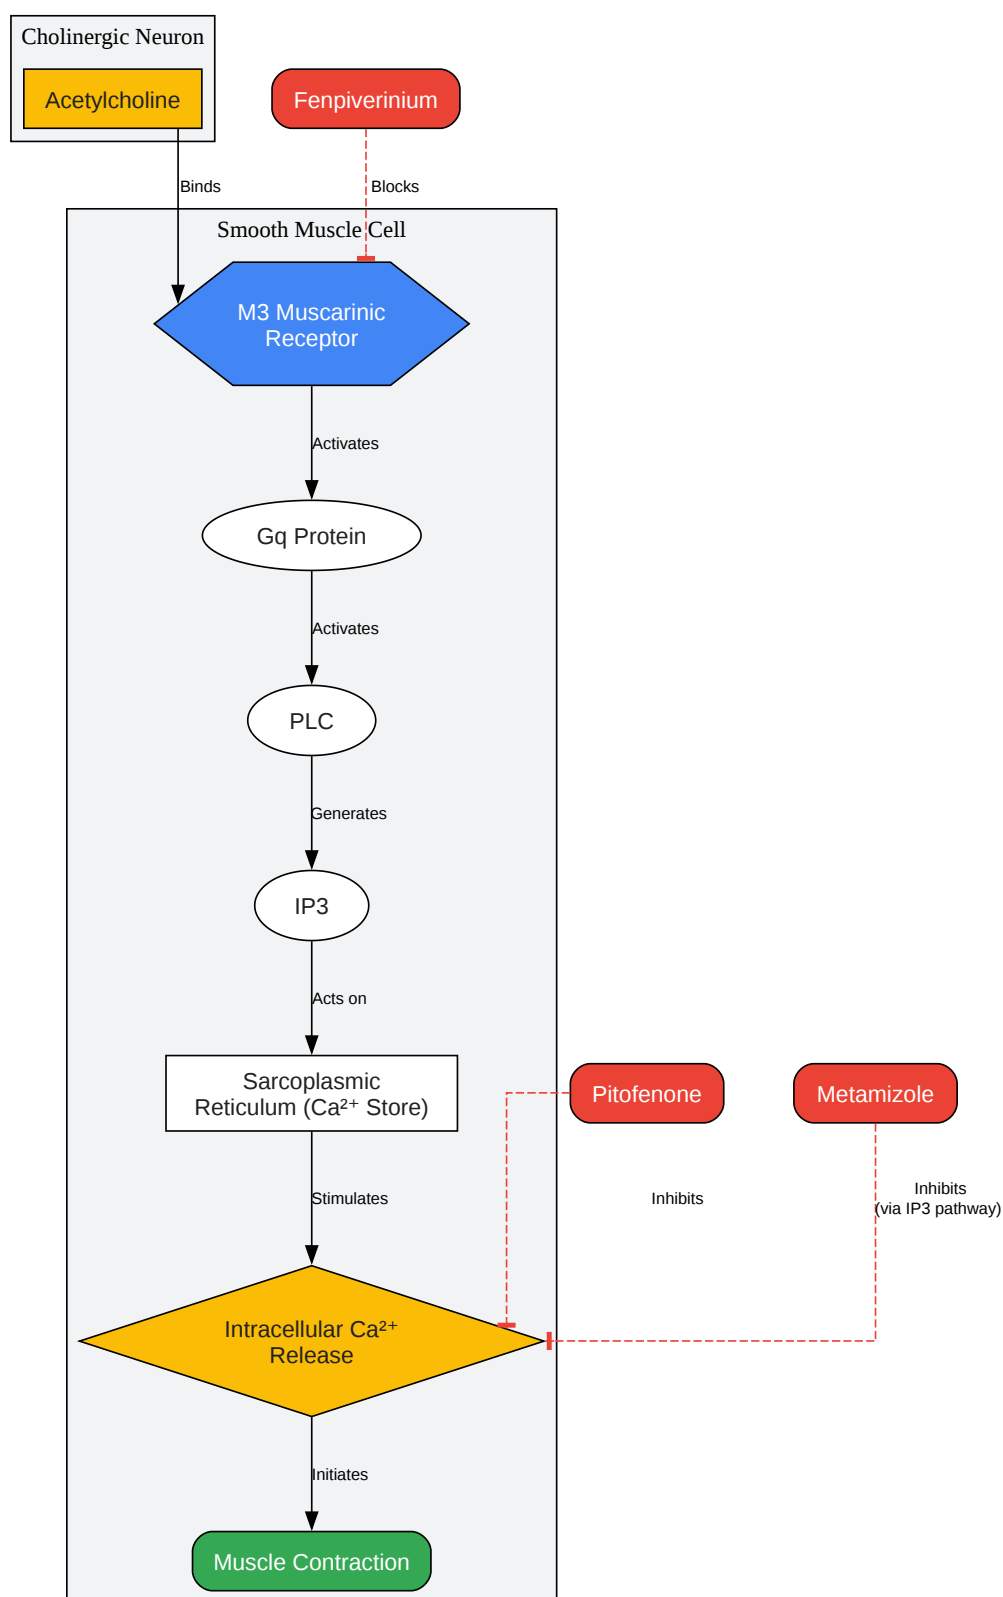 Cholinergic Neuron
Acetylcholine
Fenpiverinium
Binds
Blocks
Smooth Muscle Cell
M3 Muscarinic
Receptor
Activates
Gq Protein
Activates
PLC
Generates
IP3
Acts on
Sarcoplasmic
Reticulum (Ca²⁺ Store)
Pitofenone
Metamizole
Stimulates
Inhibits
Inhibits
(via IP3 pathway)
Intracellular Ca²⁺
Release
Initiates
Muscle Contraction